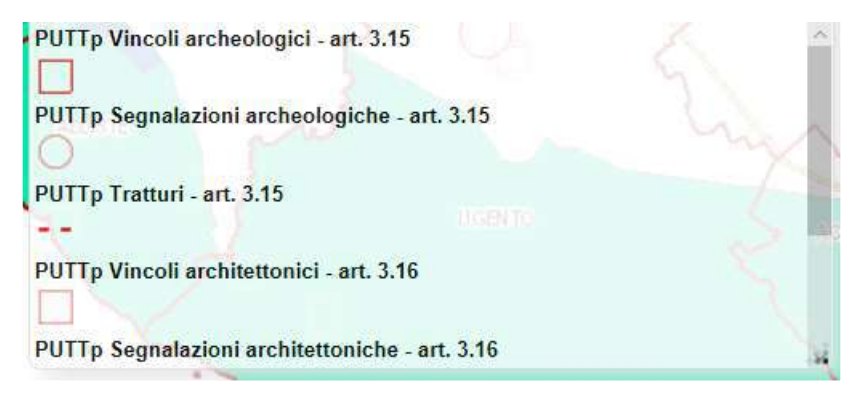 PUTTp Vincoli archeologici - art. 3.15
PUTTp Segnalazioni archeologiche - art. 3.15
PUTTp Tratturi - art. 3.15
UGENTO
PUTTp Vincoli architettonici - art. 3.16
PUTTp Segnalazioni architettoniche - art. 3.16